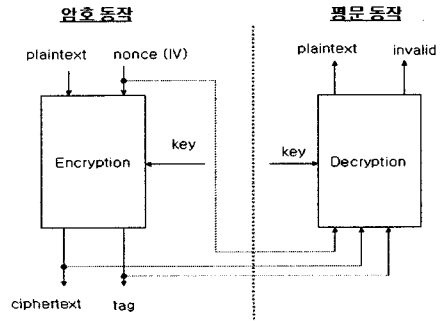 암호 동작
평문 동작
plaintext
nonce (IV)
plaintext
invalid
key
key
Encryption
Decryption
ciphertext
tag